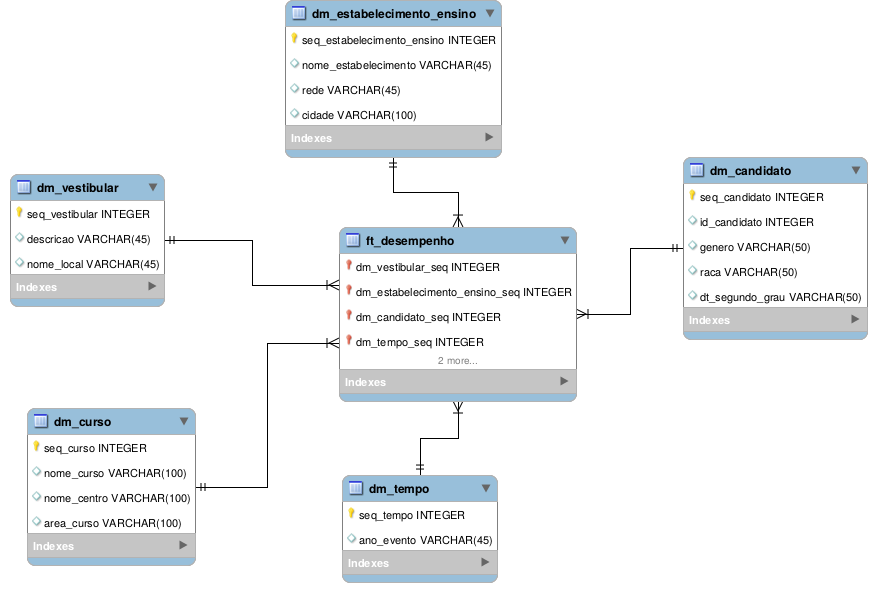 dm_estabelecimento_ensino
seq_estabelecimento_ensino INTEGER
nome_estabelecimento VARCHAR(45)
rede VARCHAR(45)
cidade VARCHAR(100)
Indexes
dm_vestibular
seq_vestibular INTEGER
descricao VARCHAR(45)
nome_local VARCHAR(45)
Indexes
dm_candidato
seq_candidato INTEGER
id_candidato INTEGER
genero VARCHAR(50)
raca VARCHAR(50)
dt_segundo_grau VARCHAR(50)
Indexes
ft_desempenho
dm_vestibular_seq INTEGER
dm_estabelecimento_ensino_seq INTEGER
dm_candidato_seq INTEGER
dm_tempo_seq INTEGER
2 more...
Indexes
dm_curso
seq_curso INTEGER
nome_curso VARCHAR(100)
nome_centro VARCHAR(100)
area_curso VARCHAR(100)
Indexes
dm_tempo
seq_tempo INTEGER
ano_evento VARCHAR(45)
Indexes